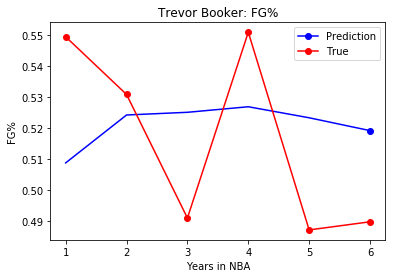 Trevor Booker: FG%
Prediction
True
0.55
0.54
0.53
0.52
0.51
0.50
0.49
FG%
1 2 3 4 5 6
Years in NBA